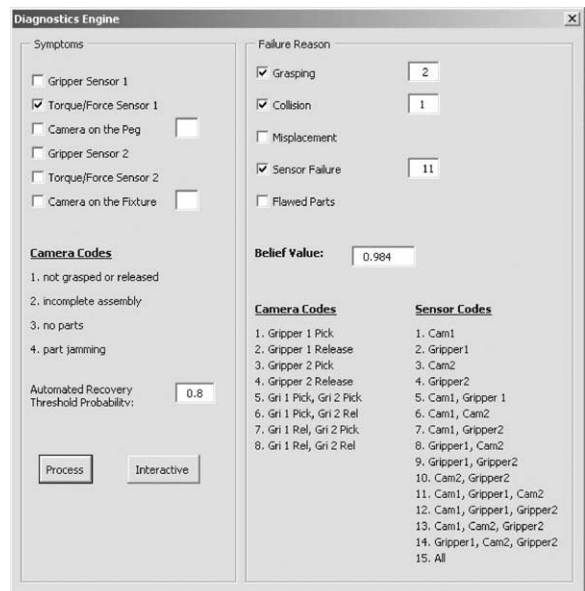 Diagnostics Engine
Symptoms
Gripper Sensor 1
Torque/Force Sensor 1
Camera on the Peg
Gripper Sensor 2
Torque/Force Sensor 2
Camera on the Fixture
Camera Codes
1. not grasped or released
2. incomplete assembly
3. no parts
4. part jamming
Automated Recovery
Threshold Probability:
0.8
Process
Interactive
Failure Reason
Grasping
2
Collision
1
Misplacement
Sensor Failure
11
Flawed Parts
Belief Value:
0.984
Camera Codes
1. Gripper 1 Pick
2. Gripper 1 Release
3. Gripper 2 Pick
4. Gripper 2 Release
5. Gri 1 Pick, Gri 2 Pick
6. Gri 1 Pick, Gri 2 Rel
7. Gri 1 Rel, Gri 2 Pick
8. Gri 1 Rel, Gri 2 Rel
Sensor Codes
1. Cam1
2. Gripper1
3. Cam2
4. Gripper2
5. Cam1, Gripper 1
6. Cam1, Cam2
7. Cam1, Gripper2
8. Gripper1, Cam2
9. Gripper1, Gripper2
10. Cam2, Gripper2
11. Cam1, Gripper1, Cam2
12. Cam1, Gripper1, Gripper2
13. Cam1, Cam2, Gripper2
14. Gripper1, Cam2, Gripper2
15. All